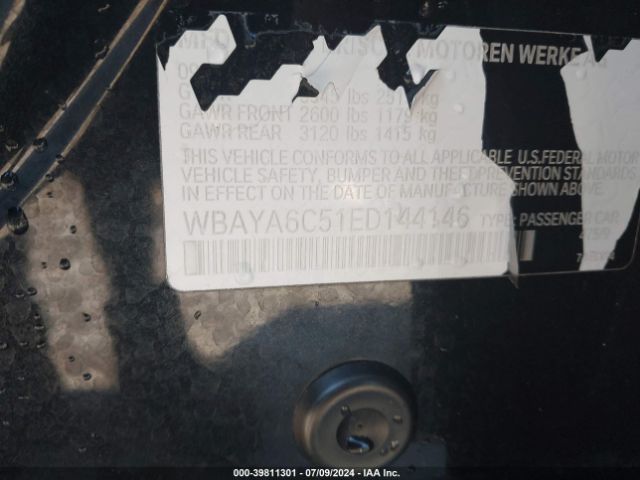 MOTOREN WERKE AG
GAWR FRONT 2600 lbs 1179 kg
GAWR REAR 3120 lbs 1415 kg
THIS VEHICLE CONFORMS TO ALL APPLICABLE U.S.FEDERAL MOTOR
VEHICLE SAFETY, BUMPER AND THEFT PREVENTION STANDARDS
IN EFFECT ON THE DATE OF MANUFACTURE SHOWN ABOVE.
WBAYA6C51ED144146 TYPE: PASSENGER CAR
000-39811301 / 07/09/2024 - IAA Inc.